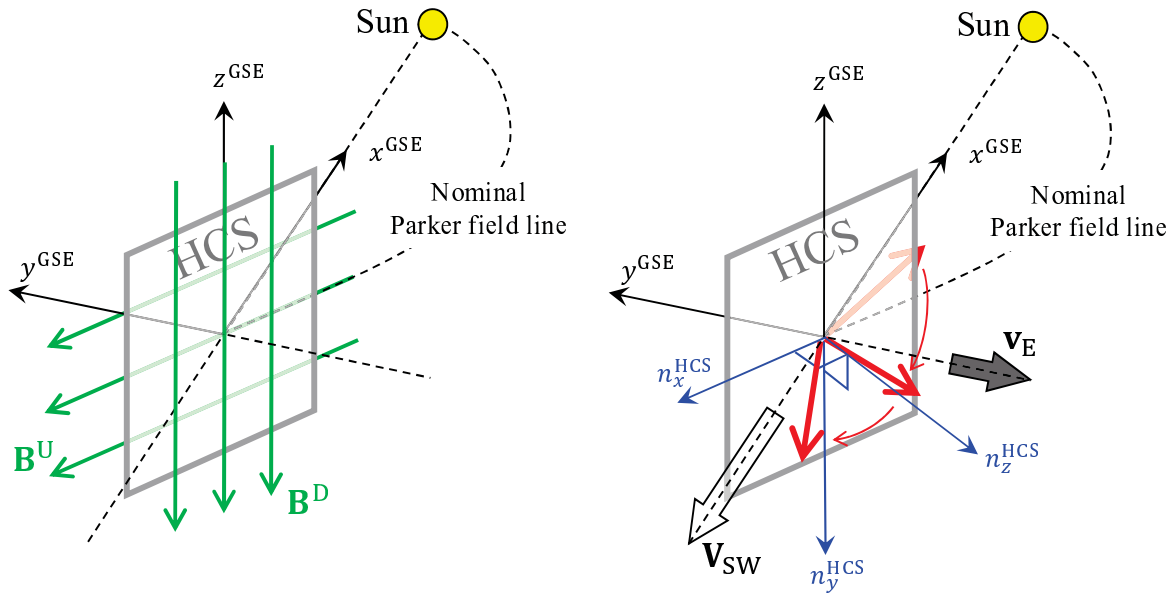 Sun
z^GSE
x^GSE
Nominal
Parker field line
HCS
y^GSE
B^U
B^D
Sun
z^GSE
x^GSE
Nominal
Parker field line
HCS
y^GSE
v_E
n_x^HCS
n_z^HCS
V_SW
n_y^HCS